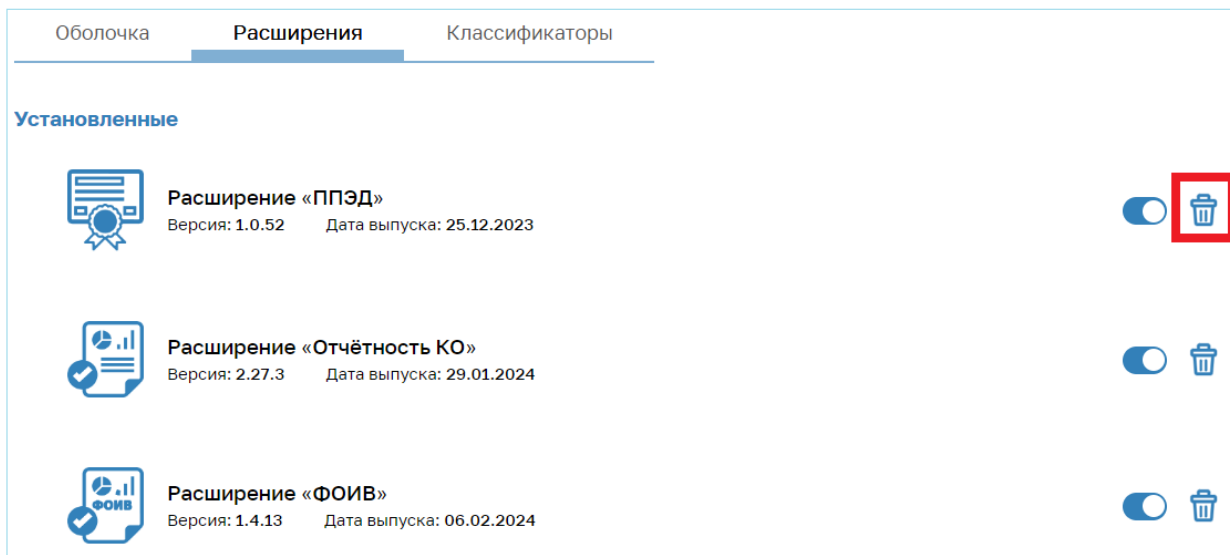 Оболочка Расширения Классификаторы
Установленные
Расширение «ППЭД»
Версия: 1.0.52 Дата выпуска: 25.12.2023
Расширение «Отчётность КО»
Версия: 2.27.3 Дата выпуска: 29.01.2024
ФОИВ
Расширение «ФОИВ»
Версия: 1.4.13 Дата выпуска: 06.02.2024